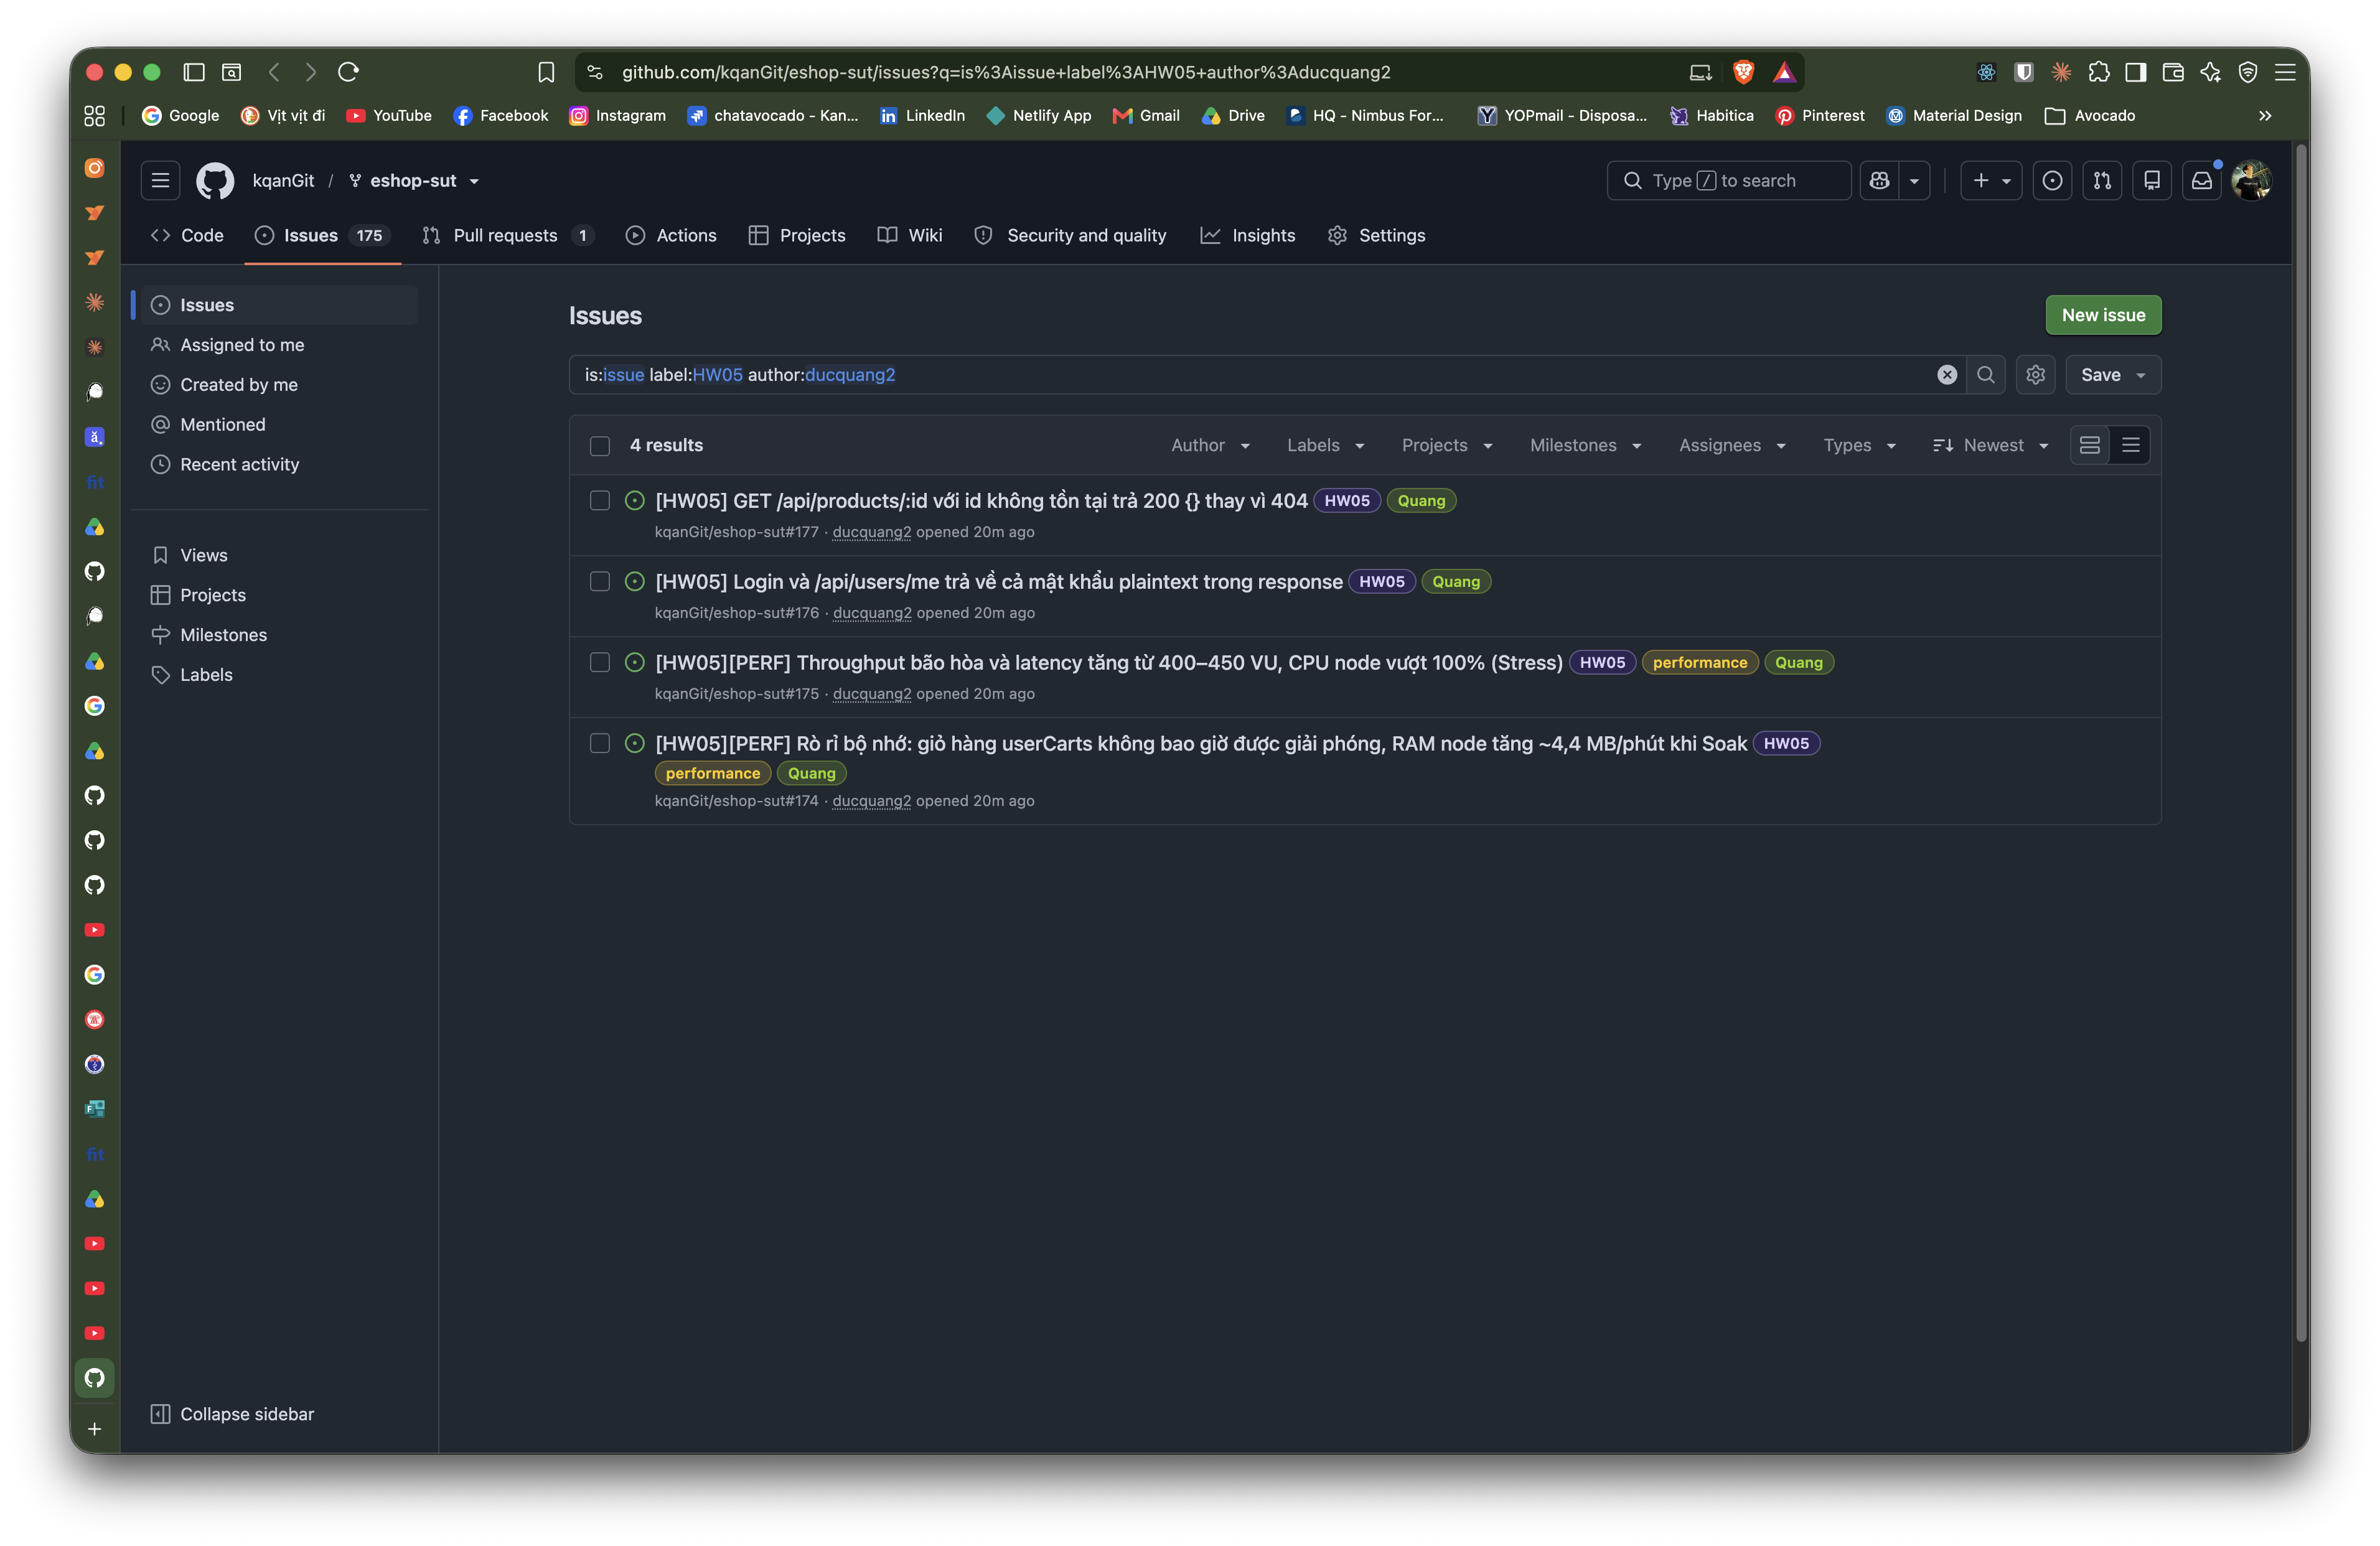 github.com/kqanGit/eshop-sut/issues?q=is%3Aissue+label%3AHW05+author%3Aducquang2
Google Vịt vịt đi YouTube Facebook Instagram chatavocado - Kan... LinkedIn Netlify App Gmail Drive HQ - Nimbus For... YOPmail - Disposa... Habitica Pinterest Material Design Avocado
kqanGit / eshop-sut Type / to search
Code Issues 175 Pull requests 1 Actions Projects Wiki Security and quality Insights Settings
Issues
Assigned to me
Created by me
Mentioned
Recent activity
Views
Projects
Milestones
Labels
Collapse sidebar
Issues New issue
is:issue label:HW05 author:ducquang2 Save
4 results Author Labels Projects Milestones Assignees Types Newest
[HW05] GET /api/products/:id với id không tồn tại trả 200 {} thay vì 404 HW05 Quang
kqanGit/eshop-sut#177 · ducquang2 opened 20m ago
[HW05] Login và /api/users/me trả về cả mật khẩu plaintext trong response HW05 Quang
kqanGit/eshop-sut#176 · ducquang2 opened 20m ago
[HW05][PERF] Throughput bão hòa và latency tăng từ 400–450 VU, CPU node vượt 100% (Stress) HW05 performance Quang
kqanGit/eshop-sut#175 · ducquang2 opened 20m ago
[HW05][PERF] Rò rỉ bộ nhớ: giỏ hàng userCarts không bao giờ được giải phóng, RAM node tăng ~4,4 MB/phút khi Soak HW05
performance Quang
kqanGit/eshop-sut#174 · ducquang2 opened 20m ago
fit
fit